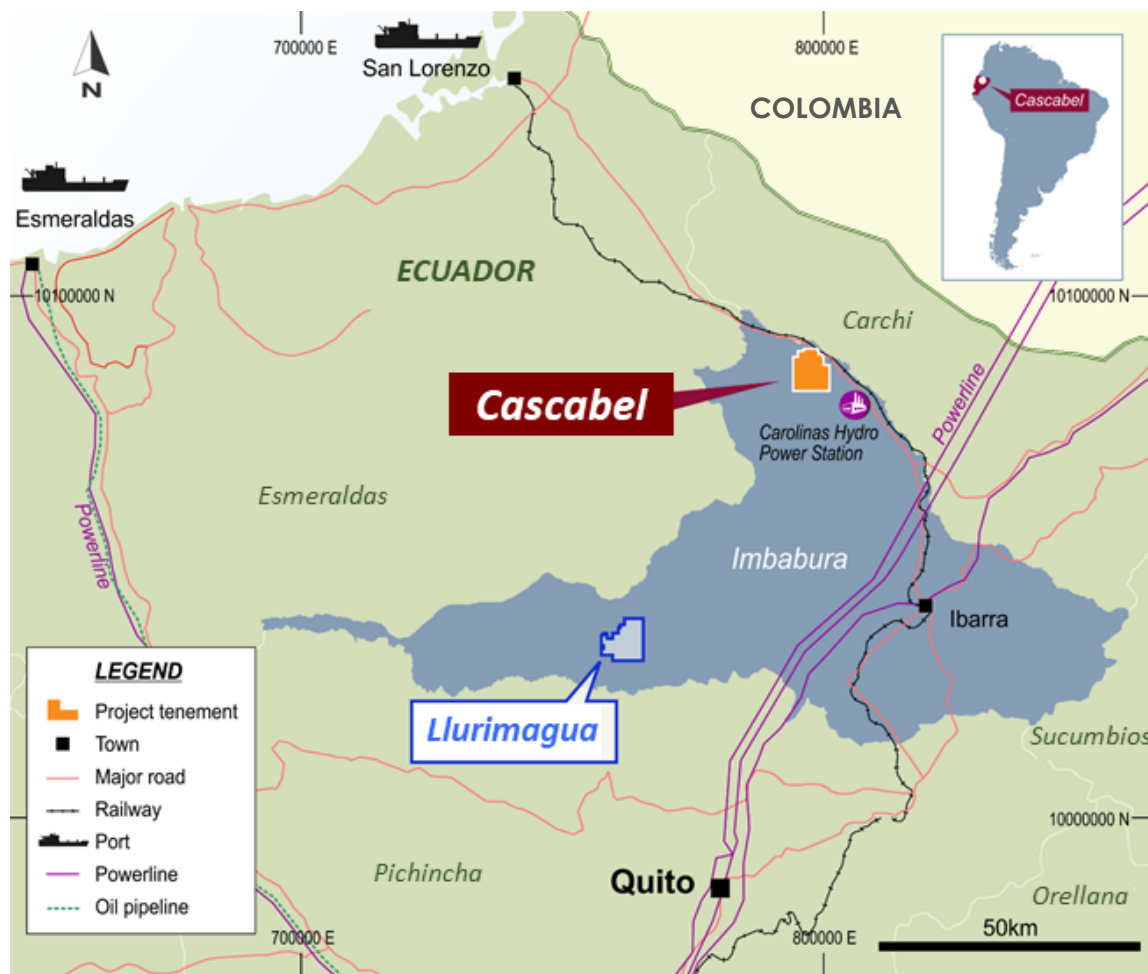 700000 E
800000 E
San Lorenzo
N
COLOMBIA
Cascabel
Esmeraldas
ECUADOR
10100000 N
10100000 N
Carchi
Powerline
Cascabel
Carolinas Hydro
Power Station
Esmeraldas
Powerline
Imbabura
Ibarra
LEGEND
Project tenement
Town
Major road
Railway
Port
Powerline
Oil pipeline
Llurimagua
Sucumbios
10000000 N
Pichincha
Quito
Orellana
700000 E
800000 E
50km